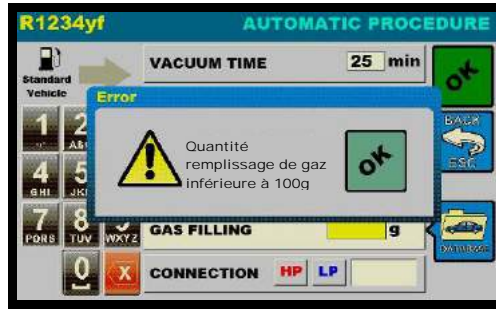 R1234yf AUTOMATIC PROCEDURE
Standard
Vehicle
VACUUM TIME 25 min
OK
Error
Quantité
remplissage de gaz
inférieure à 100g
OK
BACK
ESC
1 2
4 5
GHI
7 8
PQRS TUV WXYZ
GAS FILLING g
DATABASE
0 X
CONNECTION HP LP